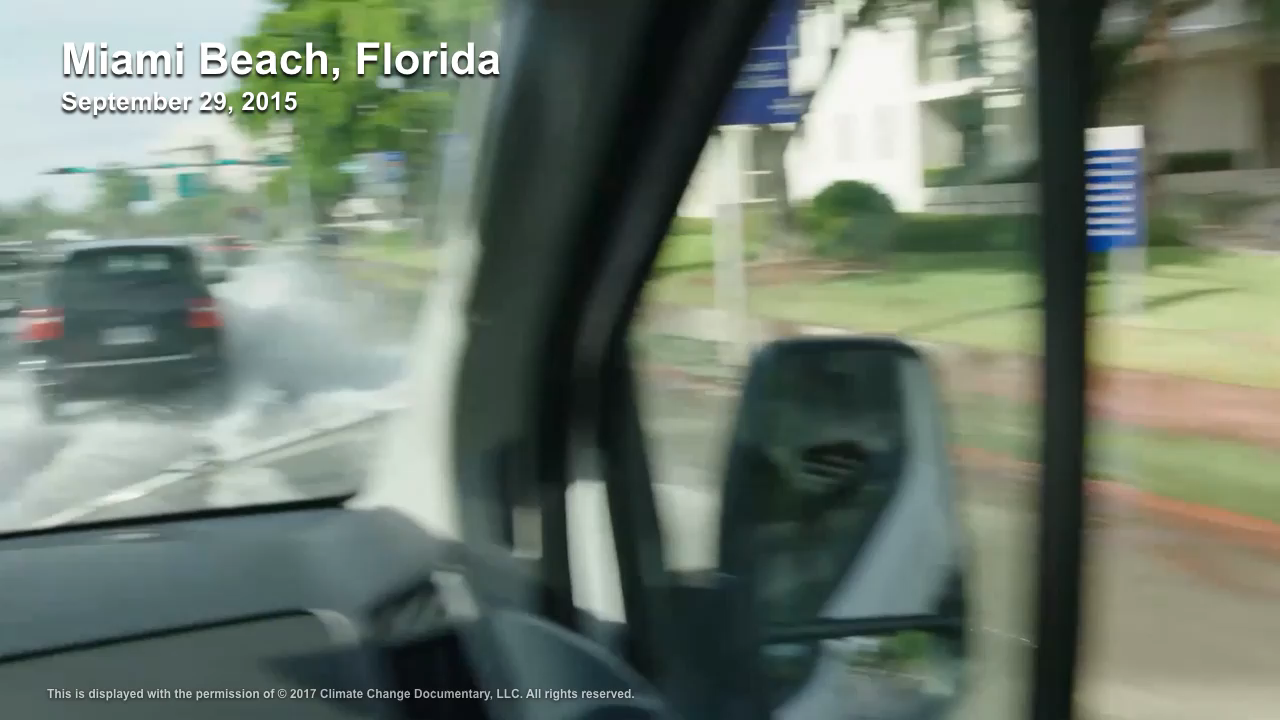 Miami Beach, Florida
September 29, 2015
This is displayed with the permission of © 2017 Climate Change Documentary, LLC. All rights reserved.